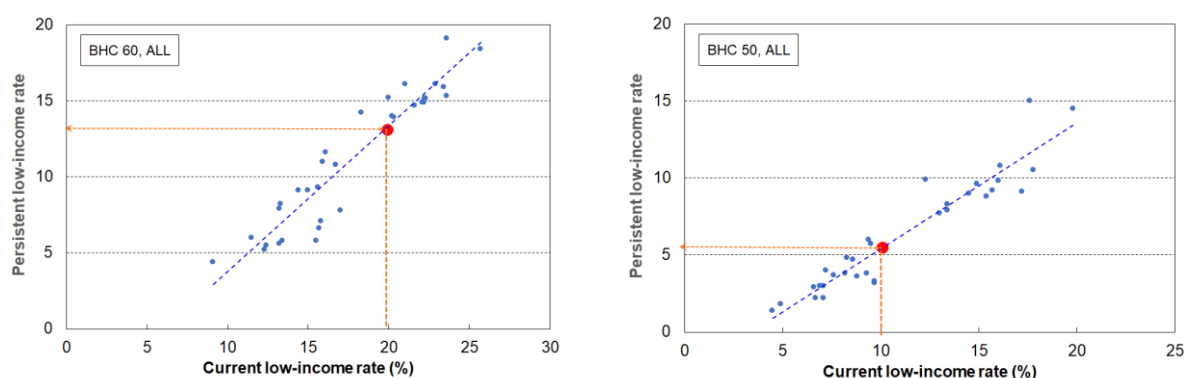 BHC 60, ALL
Persistent low-income rate
20
15
10
5
0
0 5 10 15 20 25 30
Current low-income rate (%)
BHC 50, ALL
Persistent low-income rate
20
15
10
5
0
0 5 10 15 20 25
Current low-income rate (%)